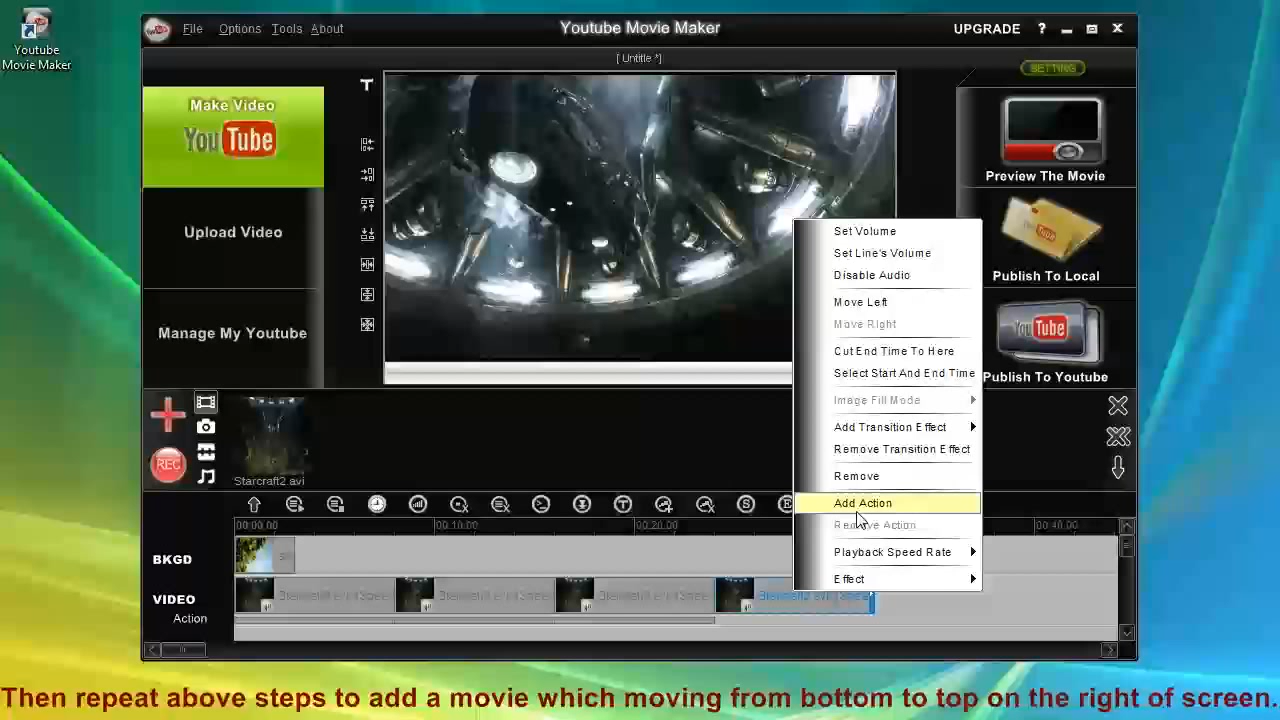 Youtube
Movie Maker
File Options Tools About
Youtube Movie Maker
UPGRADE ?
[ Untitle *]
SETTING
Make Video
YouTube
Upload Video
Manage My Youtube
T
Preview The Movie
Publish To Local
YouTube
Publish To Youtube
Set Volume
Set Line's Volume
Disable Audio
Move Left
Move Right
Cut End Time To Here
Select Start And End Time
Image Fill Mode
Add Transition Effect
Remove Transition Effect
Remove
Add Action
Remove Action
Playback Speed Rate
Effect
REC
Starcraft2.avi
00:00.00 00:10.00 00:20.00 00:40.00
BKGD
VIDEO
Action
Then repeat above steps to add a movie which moving from bottom to top on the right of screen.